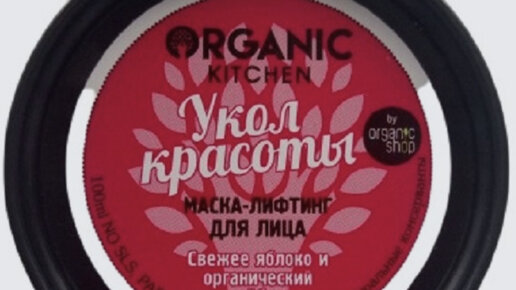 ORGANIC
KITCHEN
Укол
красоты
by
organic
shop
МАСКА-ЛИФТИНГ
ДЛЯ ЛИЦА
Свежее яблоко и
органический
100ml NO SLS